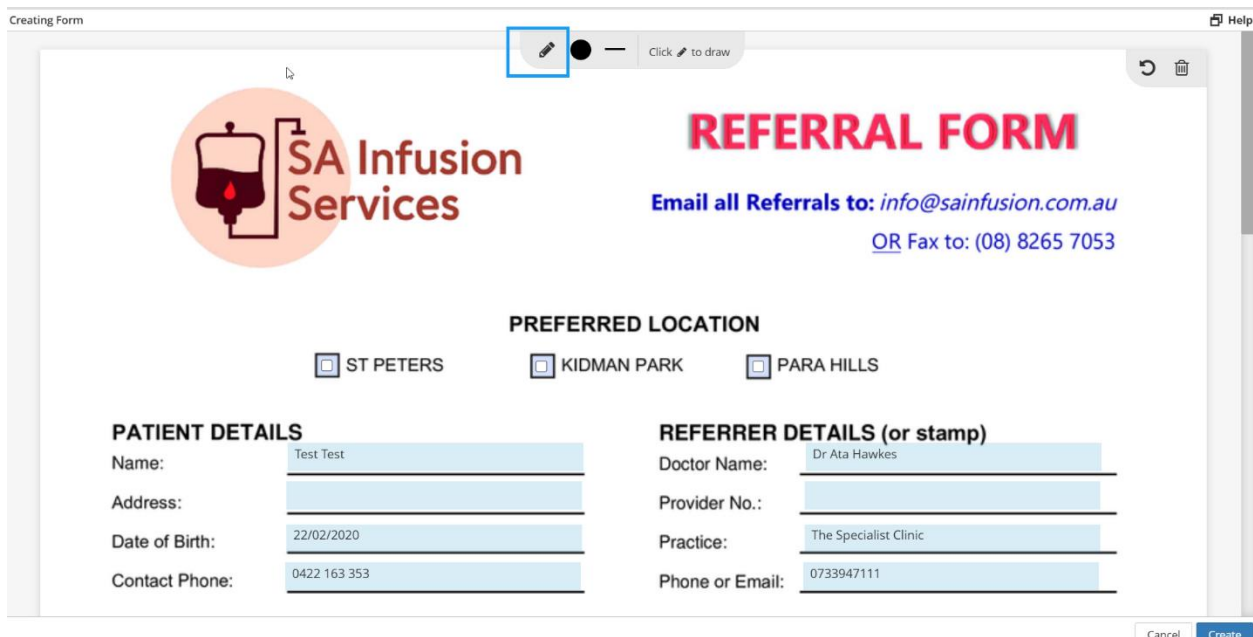 Creating Form
Help
Click to draw
SA Infusion
Services
REFERRAL FORM
Email all Referrals to: info@sainfusion.com.au
OR Fax to: (08) 8265 7053
PREFERRED LOCATION
ST PETERS KIDMAN PARK PARA HILLS
PATIENT DETAILS
Name: Test Test
Address:
Date of Birth: 22/02/2020
Contact Phone: 0422 163 353
REFERRER DETAILS (or stamp)
Doctor Name: Dr Ata Hawkes
Provider No.:
Practice: The Specialist Clinic
Phone or Email: 0733947111
Cancel Create